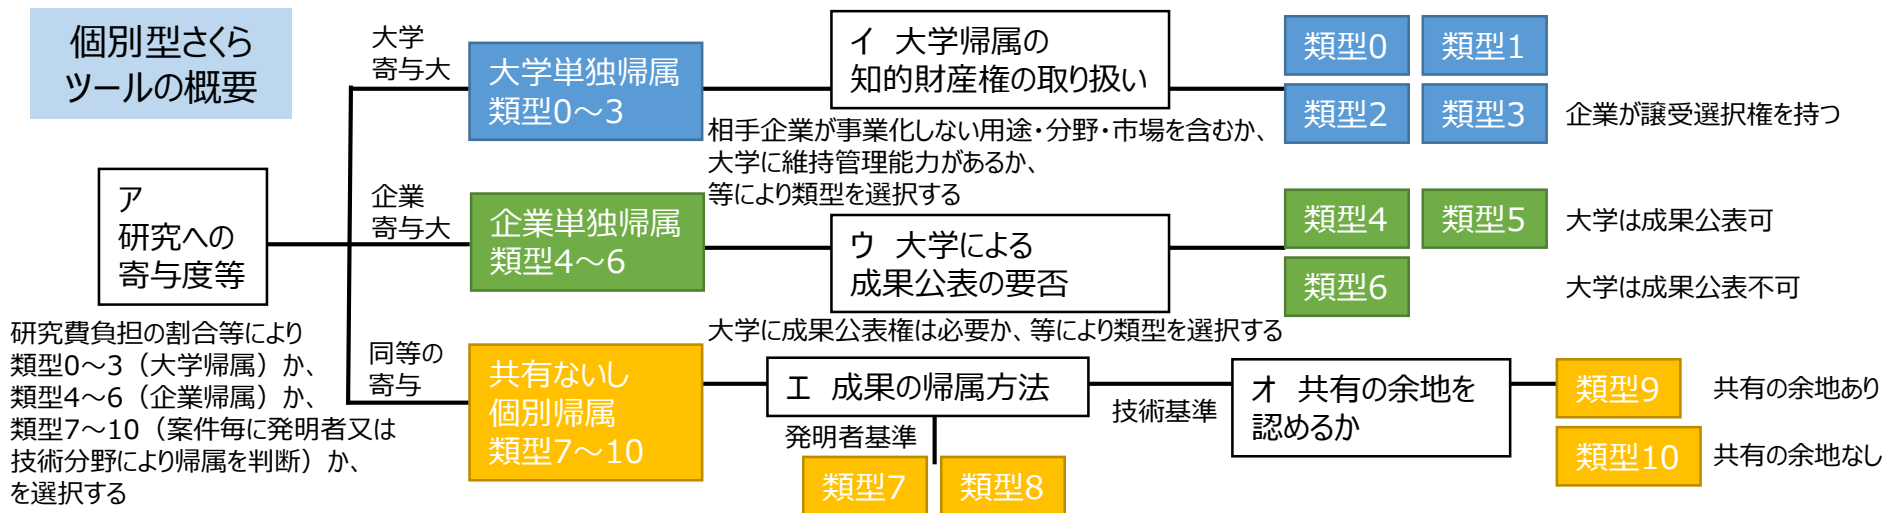 個別型さくら
ツールの概要
ア
研究への
寄与度等
研究費負担の割合等により
類型0～3（大学帰属）か、
類型4～6（企業帰属）か、
類型7～10（案件毎に発明者又は
技術分野により帰属を判断）か、
を選択する
大学
寄与大
大学単独帰属
類型0～3
イ 大学帰属の
知的財産権の取り扱い
相手企業が事業化しない用途・分野・市場を含むか、
大学に維持管理能力があるか、
等により類型を選択する
類型0 類型1
類型2 類型3 企業が譲受選択権を持つ
企業
寄与大
企業単独帰属
類型4～6
ウ 大学による
成果公表の要否
大学に成果公表権は必要か、等により類型を選択する
類型4 類型5 大学は成果公表可
類型6 大学は成果公表不可
同等の
寄与
共有ないし
個別帰属
類型7～10
エ 成果の帰属方法
発明者基準
類型7 類型8
技術基準
オ 共有の余地を
認めるか
類型9 共有の余地あり
類型10 共有の余地なし